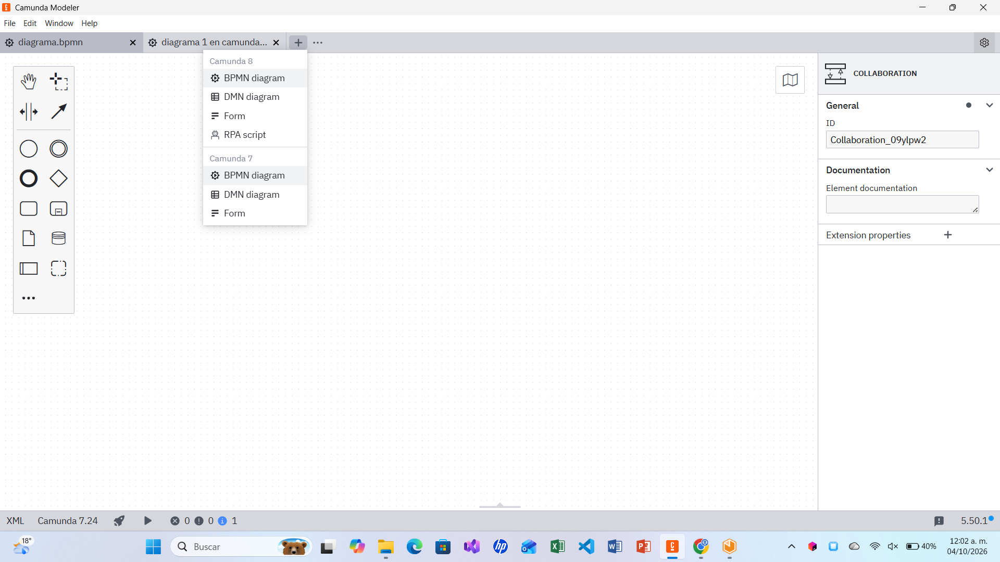 Camunda Modeler
File Edit Window Help
diagrama.bpmn
diagrama 1 en camunda...
Camunda 8
BPMN diagram
DMN diagram
Form
RPA script
Camunda 7
BPMN diagram
DMN diagram
Form
COLLABORATION
General
ID
Collaboration_09ylpw2
Documentation
Element documentation
Extension properties
XML Camunda 7.24 0 0 1 5.50.1
18°
Buscar
40%
12:02 a. m.
04/10/2026